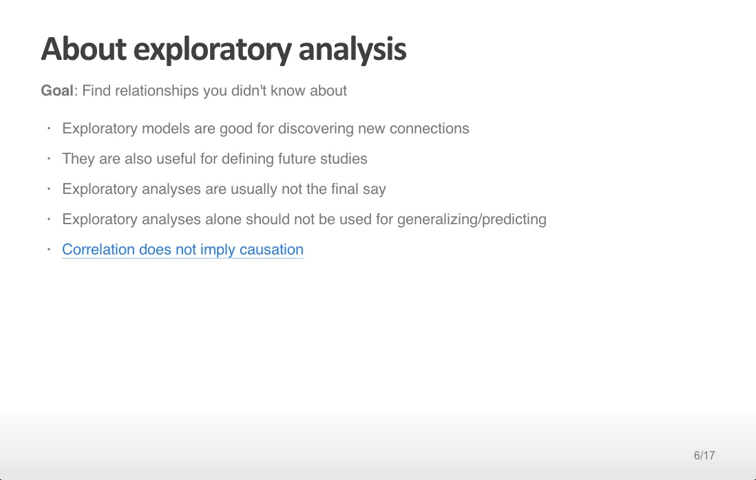 About exploratory analysis
Goal: Find relationships you didn't know about
· Exploratory models are good for discovering new connections
· They are also useful for defining future studies
· Exploratory analyses are usually not the final say
· Exploratory analyses alone should not be used for generalizing/predicting
· Correlation does not imply causation
6/17